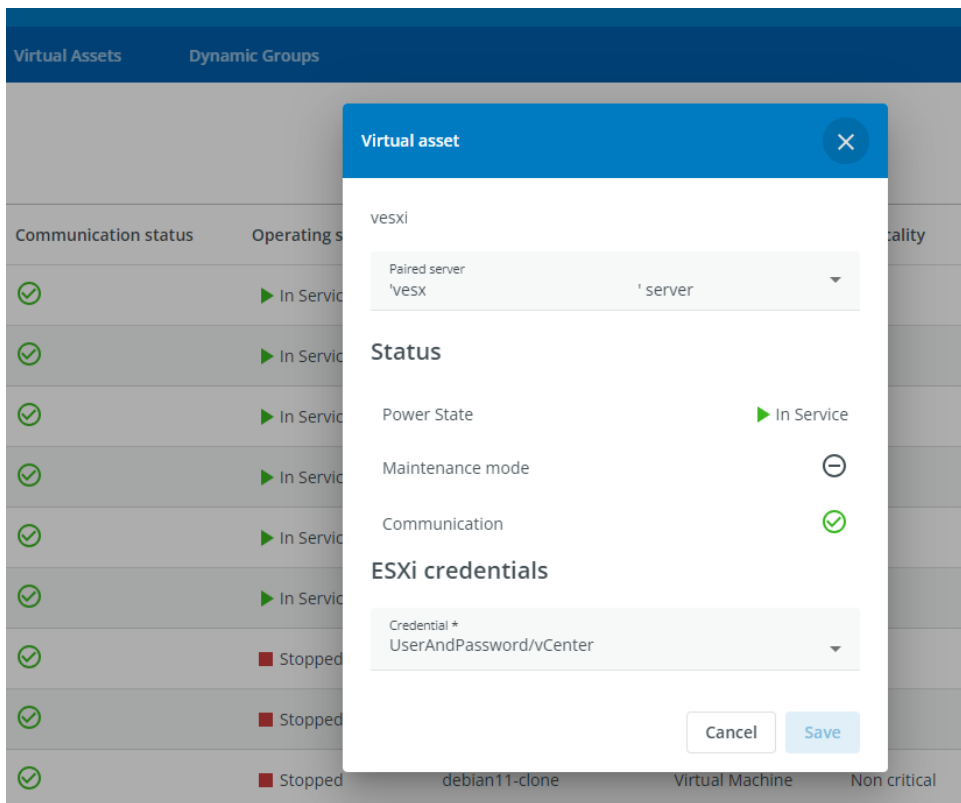 Virtual Assets Dynamic Groups
Virtual asset
vesxi
Communication status Operating s cality
Paired server
'vesx ' server
In Servic
Status
In Servic
In Servic
Power State In Service
In Servic
Maintenance mode
In Servic
Communication
ESXi credentials
In Servic
Credential *
UserAndPassword/vCenter
Stopped
Stopped
Cancel Save
Stopped debian11-clone Virtual Machine Non critical